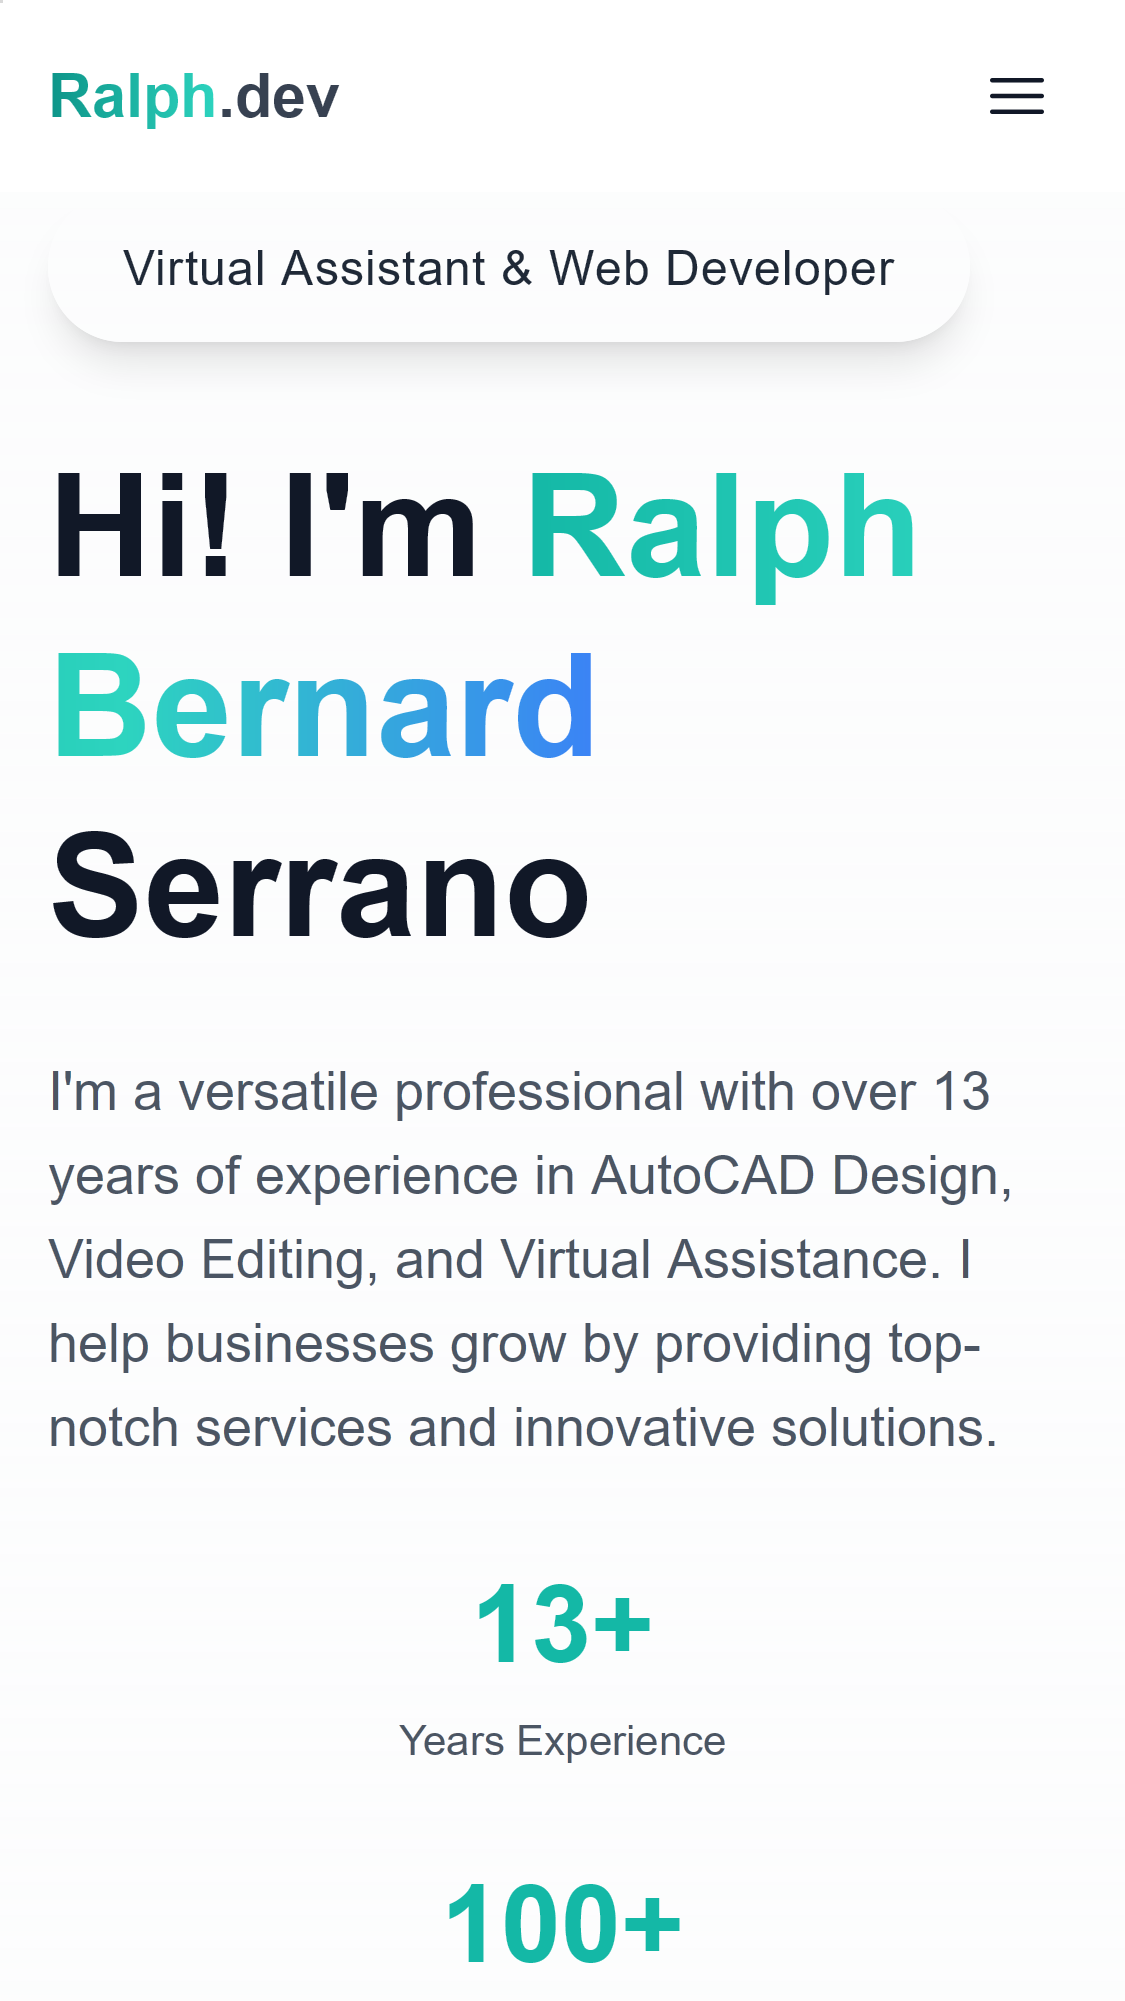 Ralph.dev
Virtual Assistant & Web Developer
Hi! I'm Ralph
Bernard
Serrano
I'm a versatile professional with over 13
years of experience in AutoCAD Design,
Video Editing, and Virtual Assistance. I
help businesses grow by providing top-
notch services and innovative solutions.
13+
Years Experience
100+